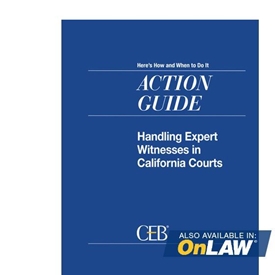 Here's How and When to Do It
ACTION
GUIDE
Handling Expert
Witnesses in
California Courts
CEB®
ALSO AVAILABLE IN:
OnLAW®